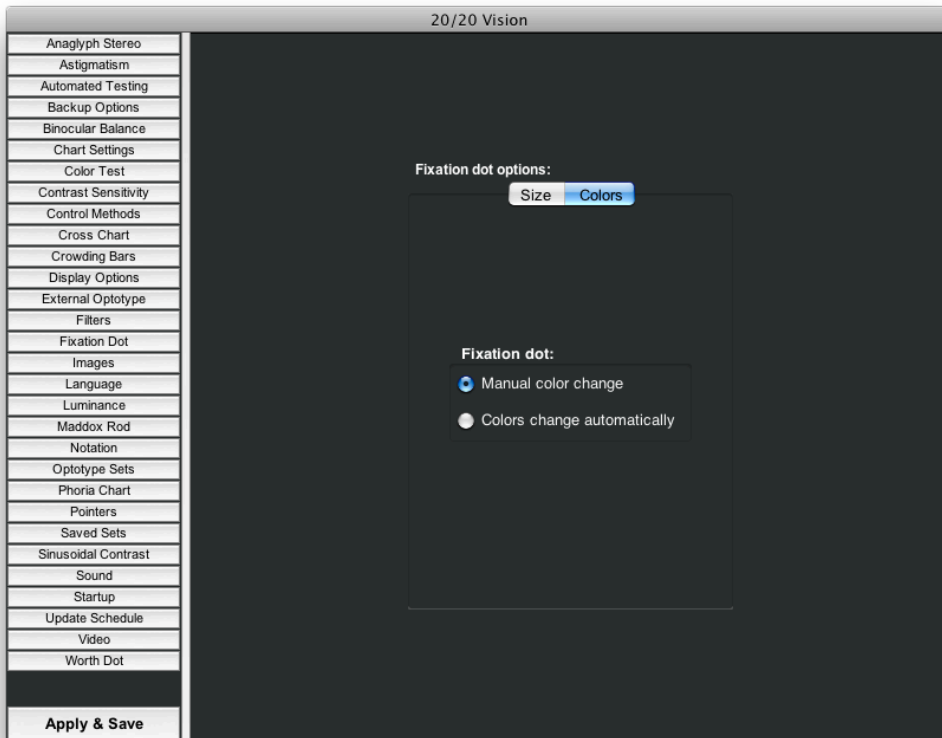 20/20 Vision
Anaglyph Stereo
Astigmatism
Automated Testing
Backup Options
Binocular Balance
Chart Settings
Color Test
Contrast Sensitivity
Control Methods
Cross Chart
Crowding Bars
Display Options
External Optotype
Filters
Fixation Dot
Images
Language
Luminance
Maddox Rod
Notation
Optotype Sets
Phoria Chart
Pointers
Saved Sets
Sinusoidal Contrast
Sound
Startup
Update Schedule
Video
Worth Dot
Apply & Save
Fixation dot options:
Size Colors
Fixation dot:
Manual color change
Colors change automatically